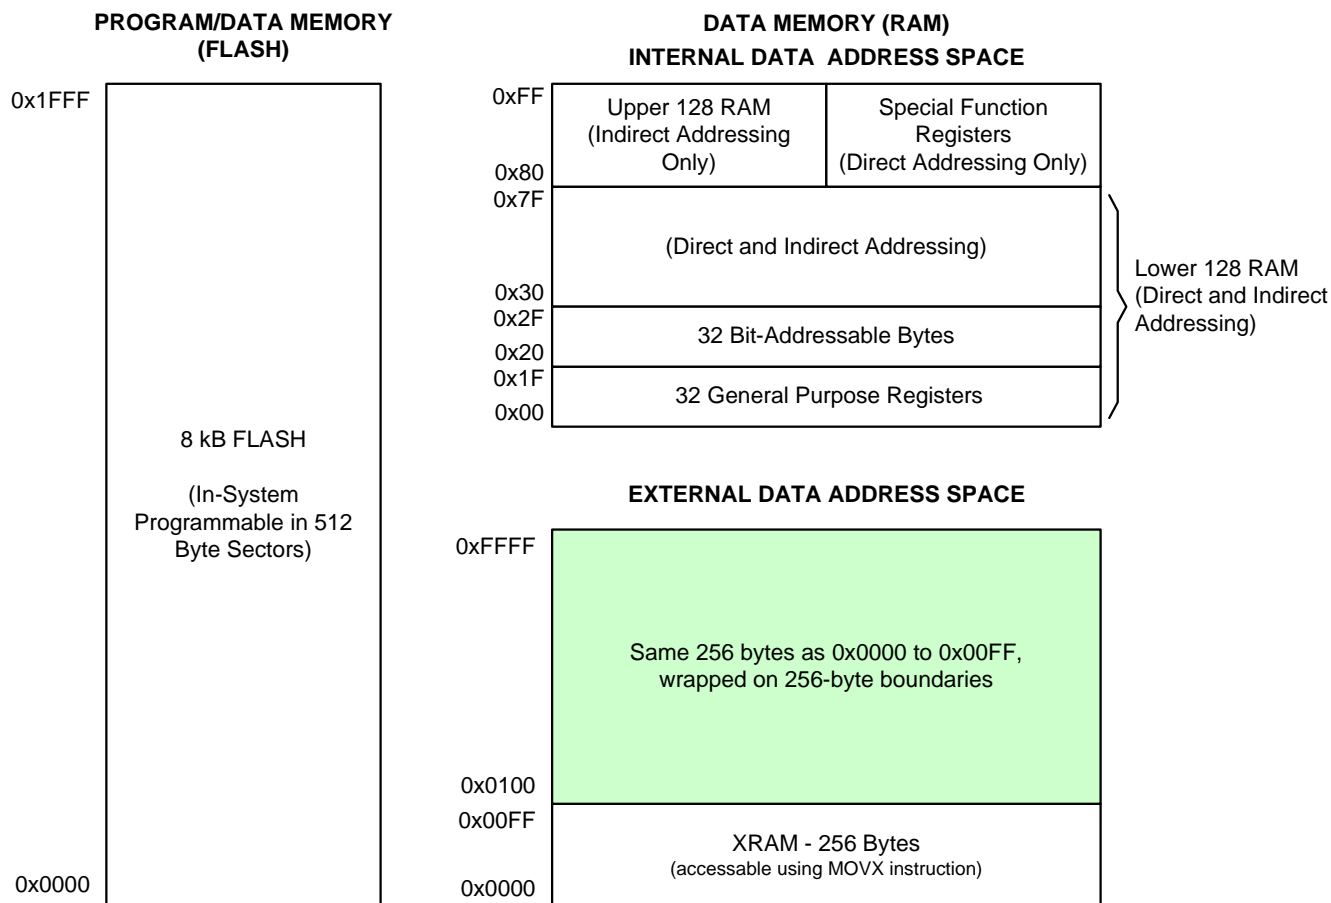 PROGRAM/DATA MEMORY
(FLASH)
0x1FFF
8 kB FLASH
(In-System
Programmable in 512
Byte Sectors)
0x0000
DATA MEMORY (RAM)
INTERNAL DATA ADDRESS SPACE
0xFF
Upper 128 RAM
(Indirect Addressing
Only)
Special Function
Registers
(Direct Addressing Only)
0x80
0x7F
(Direct and Indirect Addressing)
0x30
0x2F
32 Bit-Addressable Bytes
0x20
0x1F
32 General Purpose Registers
0x00
Lower 128 RAM
(Direct and Indirect
Addressing)
EXTERNAL DATA ADDRESS SPACE
0xFFFF
Same 256 bytes as 0x0000 to 0x00FF,
wrapped on 256-byte boundaries
0x0100
0x00FF
XRAM - 256 Bytes
(accessable using MOVX instruction)
0x0000